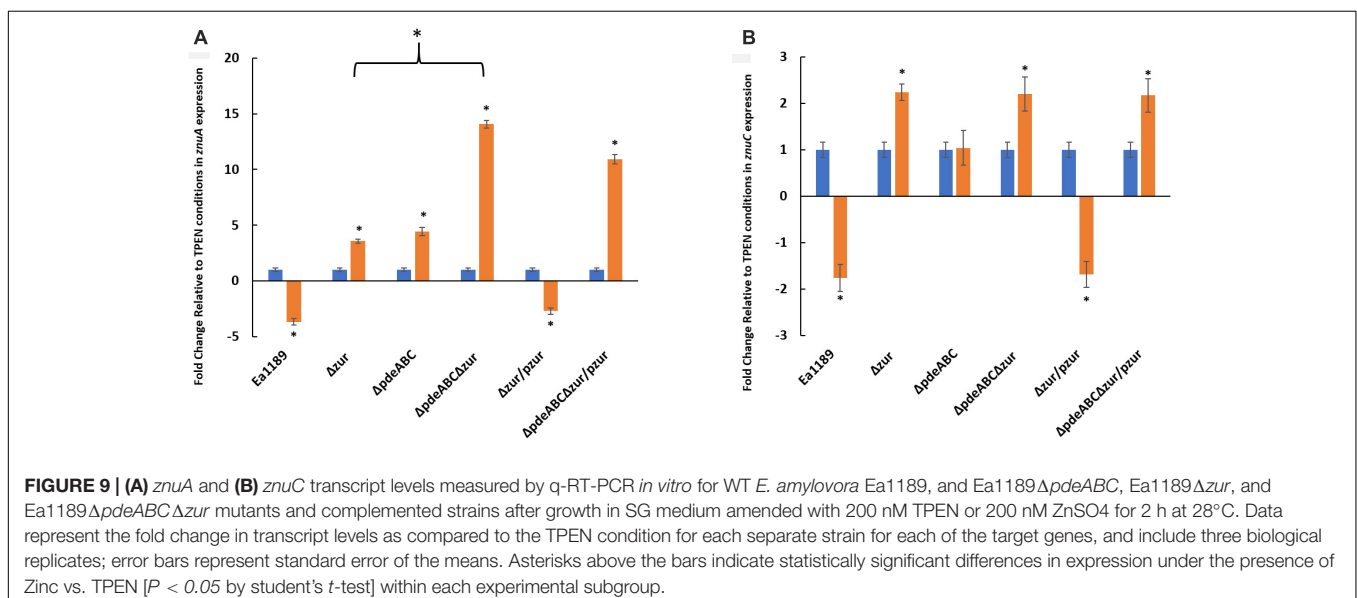 A
*
Fold Change Relative to TPEN conditions in znuA expression
20
15
10
5
0
-5
*
*
*
*
*
*
Ea1189
Δzur
ΔpdeABC
ΔpdeABCΔzur
Δzur/pzur
ΔpdeABCΔzur/pzur
B
Fold Change Relative to TPEN conditions in znuC expression
3
2
1
0
-1
-2
-3
*
*
*
*
*
Ea1189
Δzur
ΔpdeABC
ΔpdeABCΔzur
Δzur/pzur
ΔpdeABCΔzur/pzur
FIGURE 9 | (A) znuA and (B) znuC transcript levels measured by q-RT-PCR in vitro for WT E. amylovora Ea1189, and Ea1189ΔpdeABC, Ea1189Δzur, and
Ea1189ΔpdeABCΔzur mutants and complemented strains after growth in SG medium amended with 200 nM TPEN or 200 nM ZnSO4 for 2 h at 28°C. Data
represent the fold change in transcript levels as compared to the TPEN condition for each separate strain for each of the target genes, and include three biological
replicates; error bars represent standard error of the means. Asterisks above the bars indicate statistically significant differences in expression under the presence of
Zinc vs. TPEN [P < 0.05 by student's t-test] within each experimental subgroup.